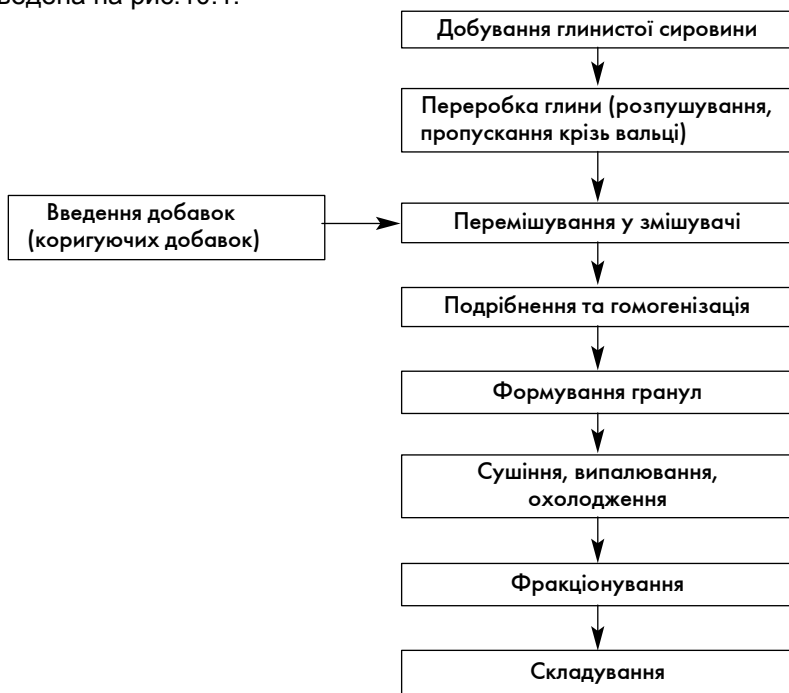 Добування глинистої сировини
Переробка глини (розпушування,
пропускання крізь вальці)
Введення добавок
(коригуючих добавок)
Перемішування у змішувачі
Подрібнення та гомогенізація
Формування гранул
Сушіння, випалювання,
охолодження
Фракціонування
Складування